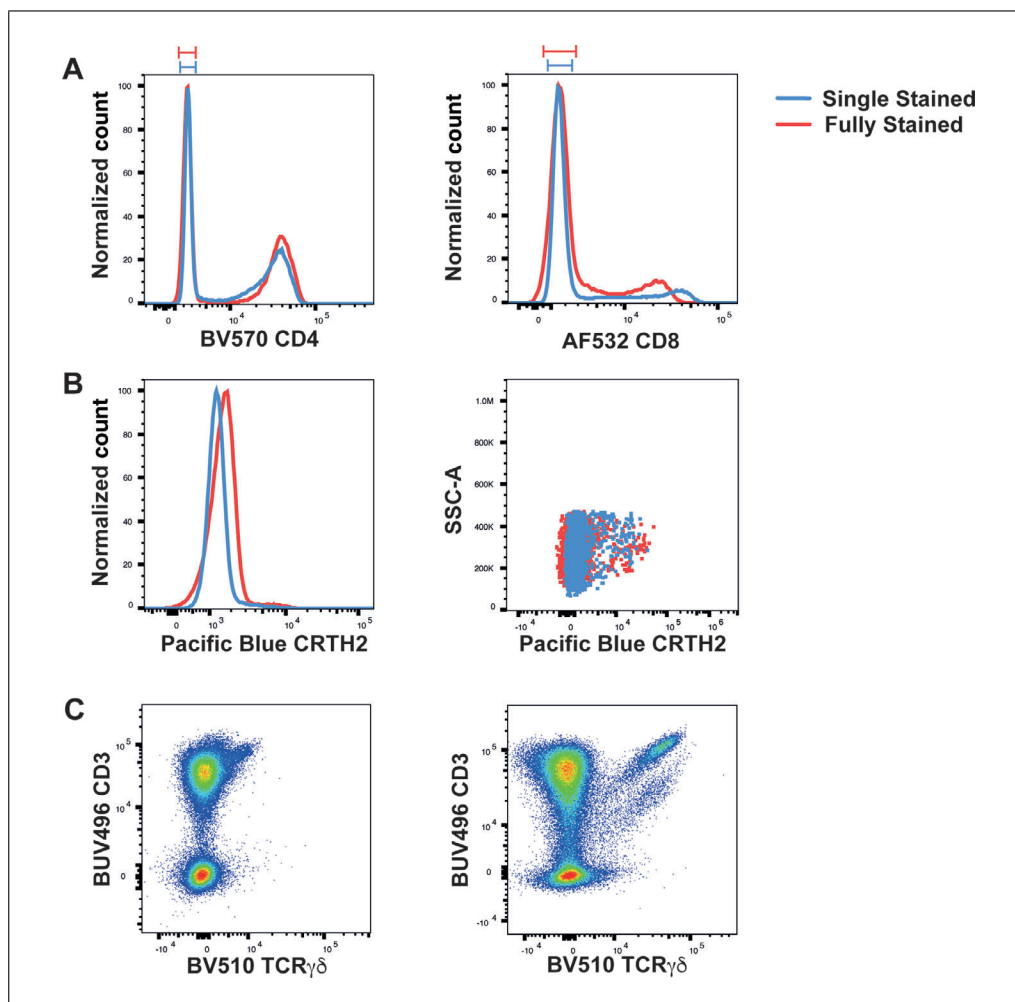 A
Normalized count
100
80
60
40
20
0
0
10^4
10^5
BV570 CD4
Normalized count
100
80
60
40
20
0
0
10^4
10^5
AF532 CD8
Single Stained
Fully Stained
B
Normalized count
100
80
60
40
20
0
0
10^3
10^4
10^5
Pacific Blue CRTH2
SSC-A
1.0M
800K
600K
400K
200K
0
-10^4
0
10^4
10^5
10^6
Pacific Blue CRTH2
C
BUV496 CD3
10^5
10^4
0
-10^4
0
10^4
10^5
BV510 TCRγδ
BUV496 CD3
10^5
10^4
0
-10^4
-10^4
0
10^4
10^5
BV510 TCRγδ